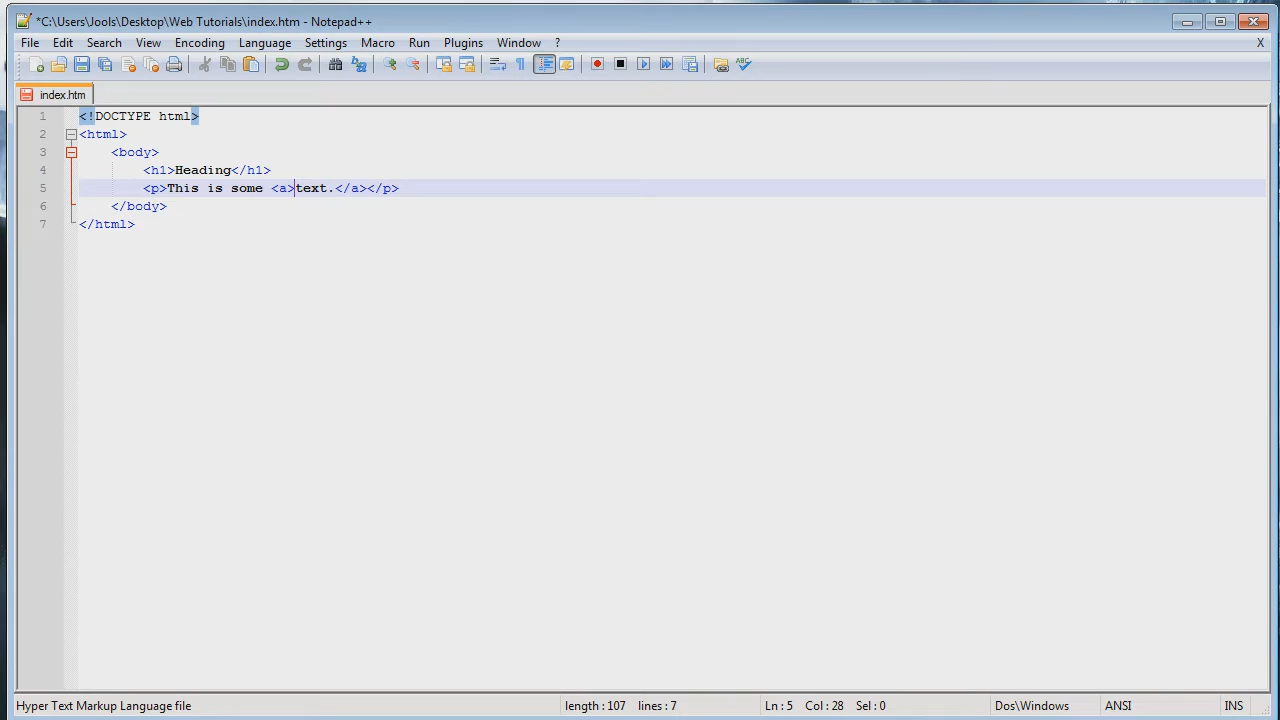 *C:\Users\Jools\Desktop\Web Tutorials\index.htm - Notepad++
File Edit Search View Encoding Language Settings Macro Run Plugins Window ? X
index.htm
1 <!DOCTYPE html>
2 <html>
3 <body>
4 <h1>Heading</h1>
5 <p>This is some <a>text.</a></p>
6 </body>
7 </html>
Hyper Text Markup Language file length : 107 lines : 7 Ln : 5 Col : 28 Sel : 0 Dos\Windows ANSI INS